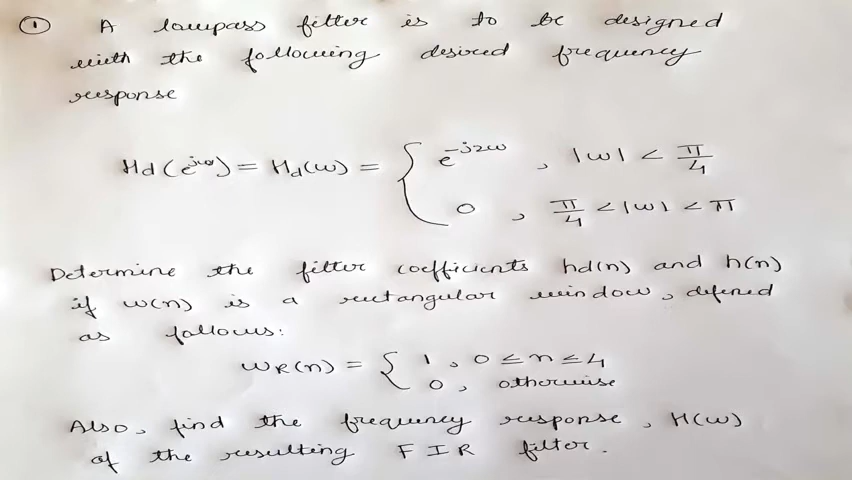 ① A lowpass filter is to be designed
with the following desired frequency
response
Hd(e^{jω}) = Hd(ω) = { e^{-j2ω} , |ω| < π/4
0 , π/4 < |ω| < π
Determine the filter coefficients hd(n) and h(n)
if w(n) is a rectangular window, defined
as follows:
wR(n) = { 1 , 0 ≤ n ≤ 4
0, otherwise
Also, find the frequency response, H(ω)
of the resulting FIR filter.